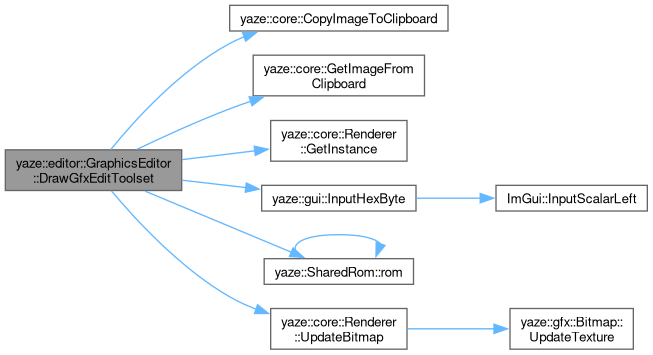 yaze::core::CopyImageToClipboard
yaze::core::GetImageFrom
Clipboard
yaze::core::Renderer
::GetInstance
yaze::editor::GraphicsEditor
::DrawGfxEditToolset
yaze::gui::InputHexByte
ImGui::InputScalarLeft
yaze::SharedRom::rom
yaze::core::Renderer
::UpdateBitmap
yaze::gfx::Bitmap::
UpdateTexture